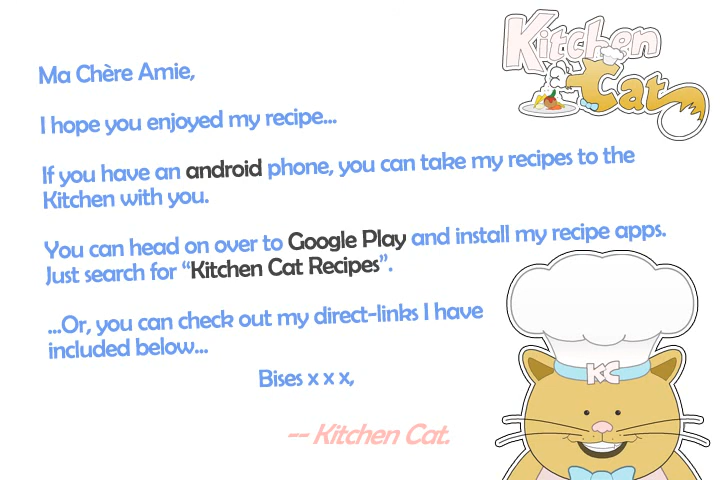 Kitchen
Cat
Ma Chère Amie,
I hope you enjoyed my recipe...
If you have an android phone, you can take my recipes to the
Kitchen with you.
You can head on over to Google Play and install my recipe apps.
Just search for “Kitchen Cat Recipes”.
...Or, you can check out my direct-links I have
included below...
Bises x x x,
-- Kitchen Cat.
KC